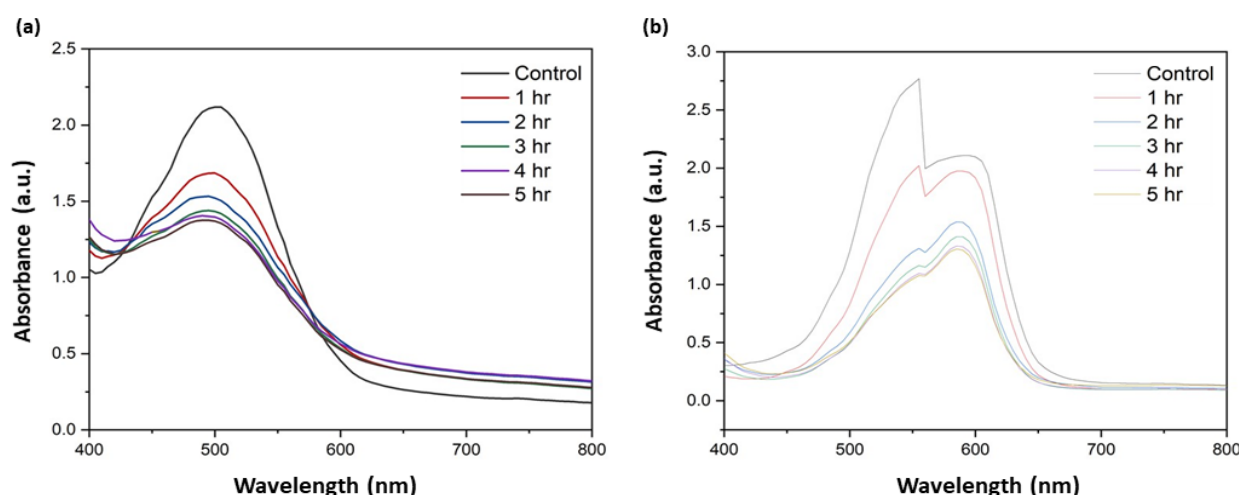 (a)
2.5
2.0
1.5
1.0
0.5
0.0
400
500
600
700
800
Absorbance (a.u.)
Wavelength (nm)
Control
1 hr
2 hr
3 hr
4 hr
5 hr
(b)
3.0
2.5
2.0
1.5
1.0
0.5
0.0
400
500
600
700
800
Absorbance (a.u.)
Wavelength (nm)
Control
1 hr
2 hr
3 hr
4 hr
5 hr